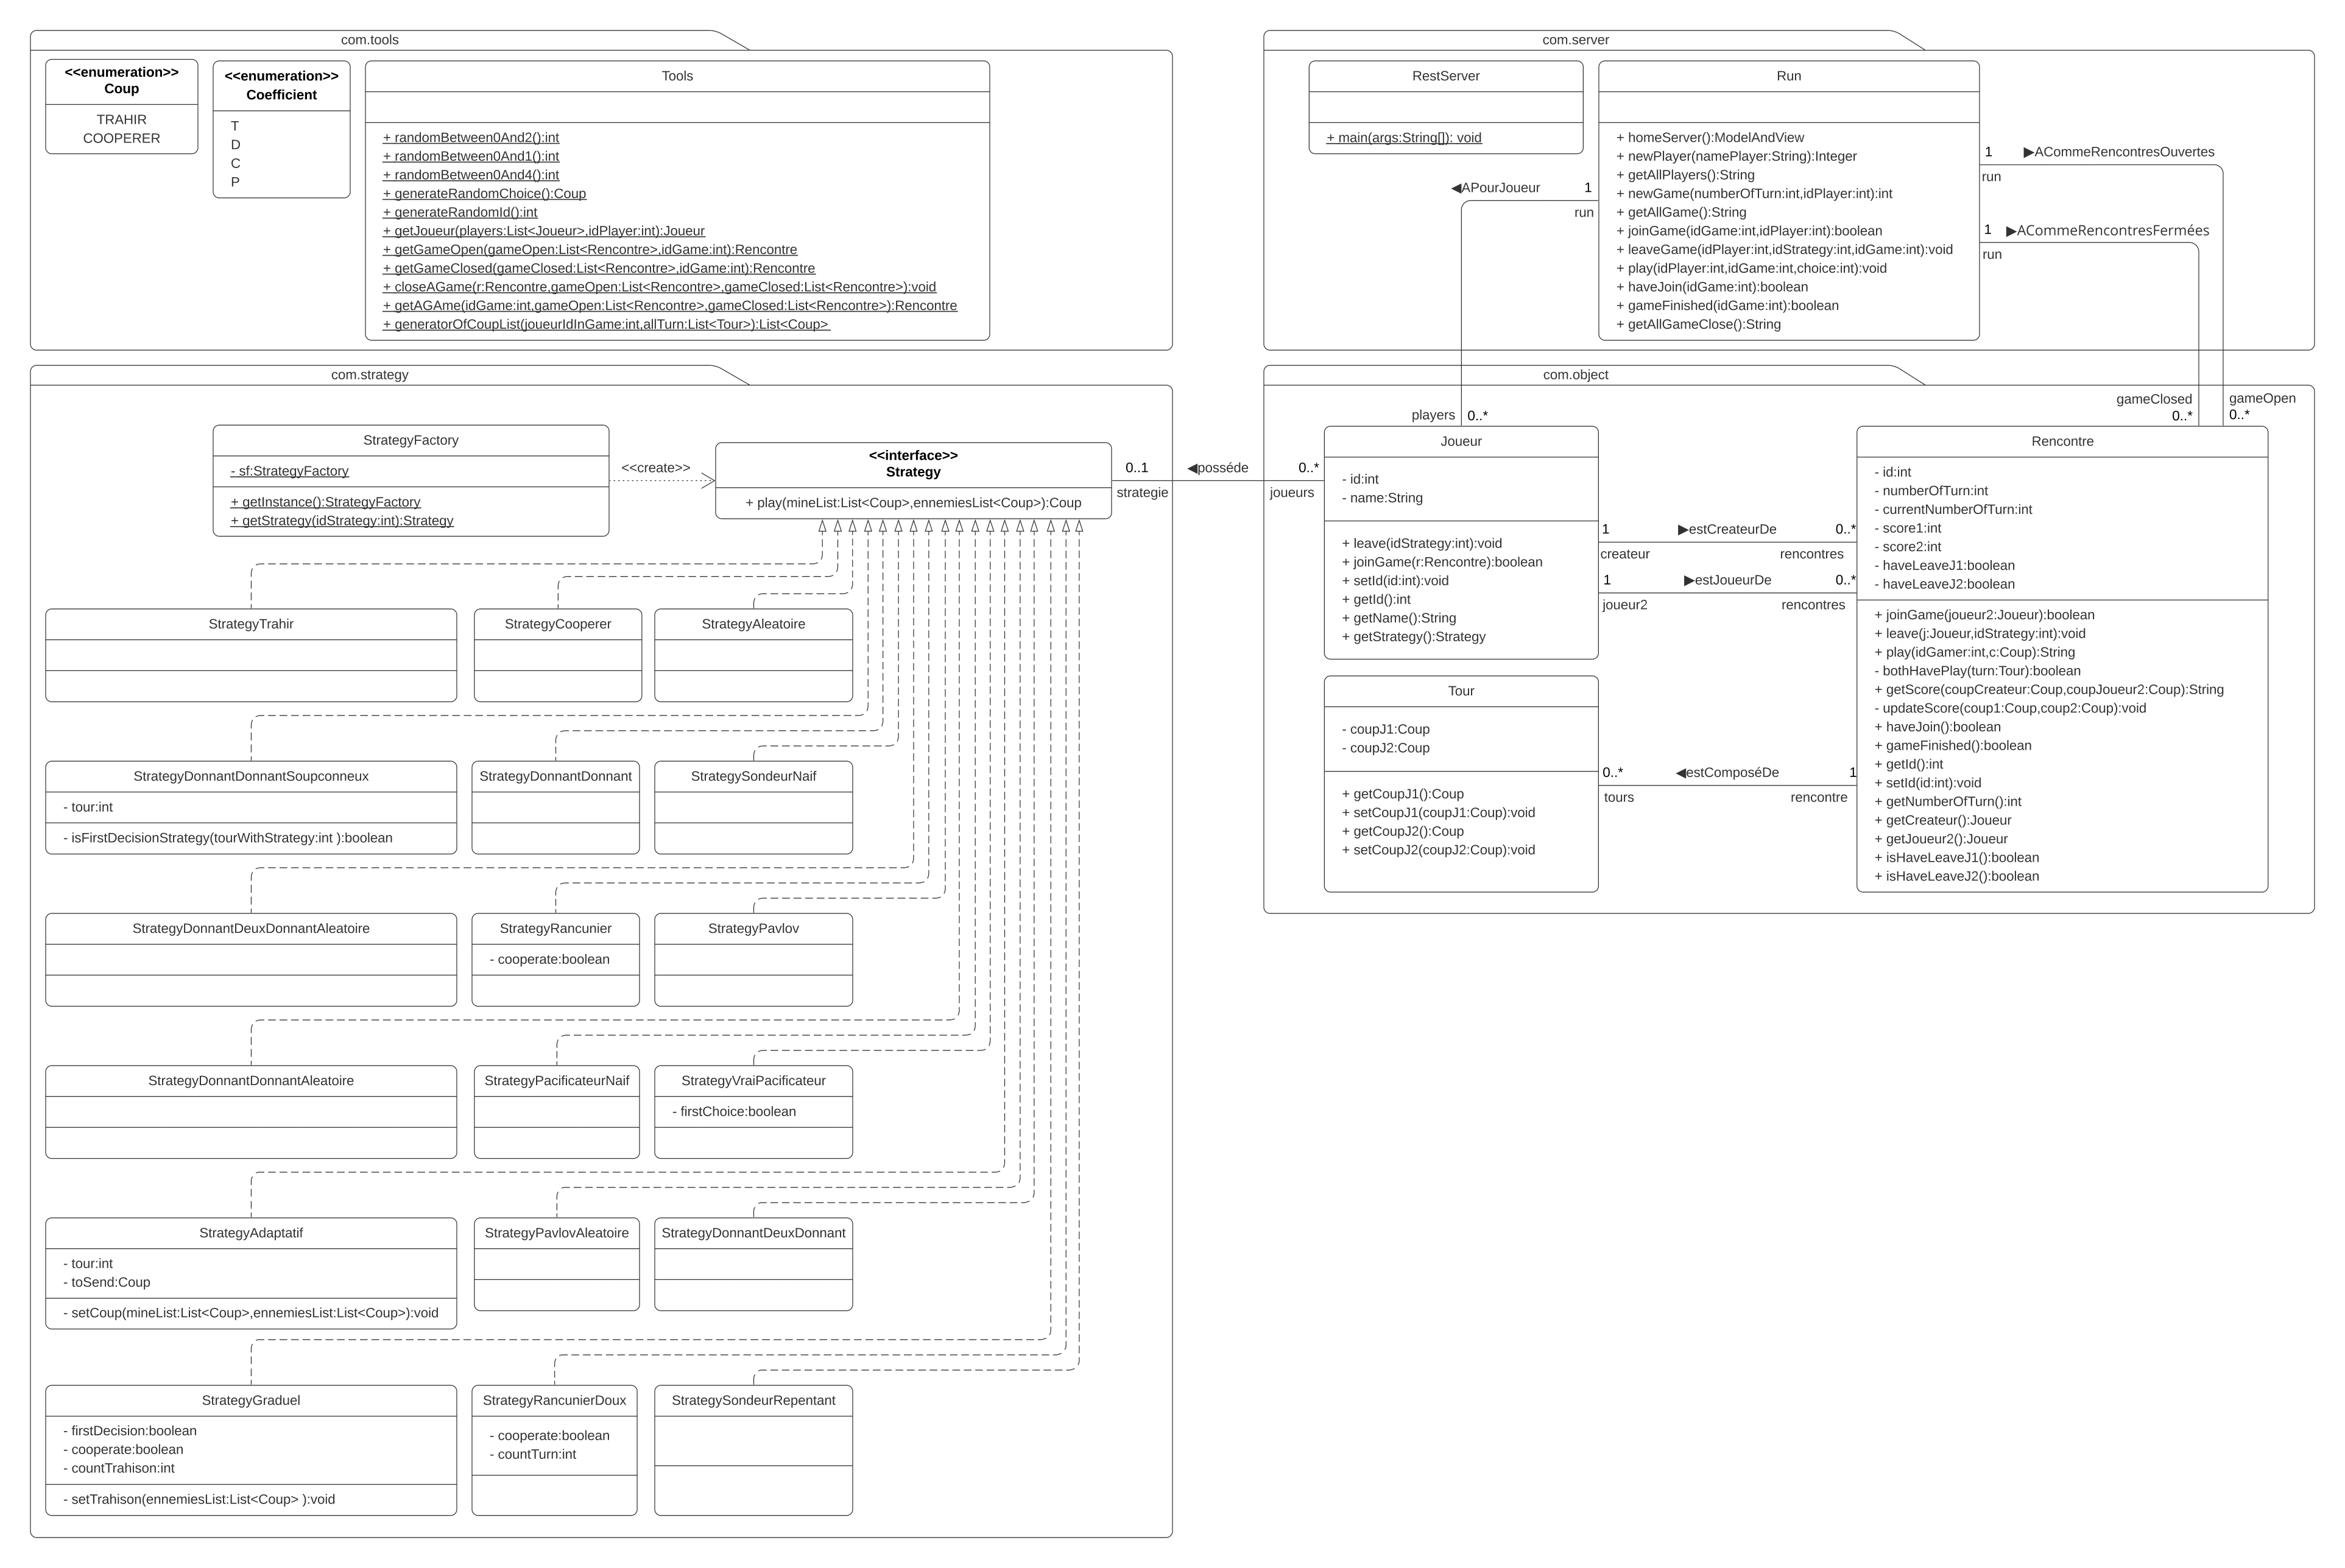 com.tools
<<enumeration>>
Coup
TRAHIR
COOPERER
<<enumeration>>
Coefficient
T
D
C
P
Tools
+ randomBetween0And2():int
+ randomBetween0And1():int
+ randomBetween0And4():int
+ generateRandomChoice():Coup
+ generateRandomId():int
+ getJoueur(players:List<Joueur>,idPlayer:int):Joueur
+ getGameOpen(gameOpen:List<Rencontre>,idGame:int):Rencontre
+ getGameClosed(gameClosed:List<Rencontre>,idGame:int):Rencontre
+ closeAGame(r:Rencontre,gameOpen:List<Rencontre>,gameClosed:List<Rencontre>):void
+ getAGAme(idGame:int,gameOpen:List<Rencontre>,gameClosed:List<Rencontre>):Rencontre
+ generatorOfCoupList(joueurIdInGame:int,allTurn:List<Tour>):List<Coup>
com.server
RestServer
+ main(args:String[]): void
Run
+ homeServer():ModelAndView
+ newPlayer(namePlayer:String):Integer
+ getAllPlayers():String
+ newGame(numberOfTurn:int,idPlayer:int):int
+ getAllGame():String
+ joinGame(idGame:int,idPlayer:int):boolean
+ leaveGame(idPlayer:int,idStrategy:int,idGame:int):void
+ play(idPlayer:int,idGame:int,choice:int):void
+ haveJoin(idGame:int):boolean
+ gameFinished(idGame:int):boolean
+ getAllGameClose():String
◀APourJoueur 1
run
1 ▶ACommeRencontresOuvertes
run
1 ▶ACommeRencontresFermées
run
com.strategy
StrategyFactory
- sf:StrategyFactory
+ getInstance():StrategyFactory
+ getStrategy(idStrategy:int):Strategy
<<create>>
<<interface>>
Strategy
+ play(mineList:List<Coup>,ennemiesList<Coup>):Coup
0..1 ◀posséde 0..*
strategie joueurs
StrategyTrahir
StrategyCooperer
StrategyAleatoire
StrategyDonnantDonnantSoupconneux
- tour:int
- isFirstDecisionStrategy(tourWithStrategy:int ):boolean
StrategyDonnantDonnant
StrategySondeurNaif
StrategyDonnantDeuxDonnantAleatoire
StrategyRancunier
- cooperate:boolean
StrategyPavlov
StrategyDonnantDonnantAleatoire
StrategyPacificateurNaif
StrategyVraiPacificateur
- firstChoice:boolean
StrategyAdaptatif
- tour:int
- toSend:Coup
- setCoup(mineList:List<Coup>,ennemiesList:List<Coup>):void
StrategyPavlovAleatoire
StrategyDonnantDeuxDonnant
StrategyGraduel
- firstDecision:boolean
- cooperate:boolean
- countTrahison:int
- setTrahison(ennemiesList:List<Coup> ):void
StrategyRancunierDoux
- cooperate:boolean
- countTurn:int
StrategySondeurRepentant
com.object
players 0..*
gameClosed
0..*
gameOpen
0..*
Joueur
- id:int
- name:String
+ leave(idStrategy:int):void
+ joinGame(r:Rencontre):boolean
+ setId(id:int):void
+ getId():int
+ getName():String
+ getStrategy():Strategy
1 ▶estCreateurDe 0..*
createur rencontres
1 ▶estJoueurDe 0..*
joueur2 rencontres
Tour
- coupJ1:Coup
- coupJ2:Coup
+ getCoupJ1():Coup
+ setCoupJ1(coupJ1:Coup):void
+ getCoupJ2():Coup
+ setCoupJ2(coupJ2:Coup):void
0..* ◀estComposéDe 1
tours rencontre
Rencontre
- id:int
- numberOfTurn:int
- currentNumberOfTurn:int
- score1:int
- score2:int
- haveLeaveJ1:boolean
- haveLeaveJ2:boolean
+ joinGame(joueur2:Joueur):boolean
+ leave(j:Joueur,idStrategy:int):void
+ play(idGamer:int,c:Coup):String
- bothHavePlay(turn:Tour):boolean
+ getScore(coupCreateur:Coup,coupJoueur2:Coup):String
- updateScore(coup1:Coup,coup2:Coup):void
+ haveJoin():boolean
+ gameFinished():boolean
+ getId():int
+ setId(id:int):void
+ getNumberOfTurn():int
+ getCreateur():Joueur
+ getJoueur2():Joueur
+ isHaveLeaveJ1():boolean
+ isHaveLeaveJ2():boolean